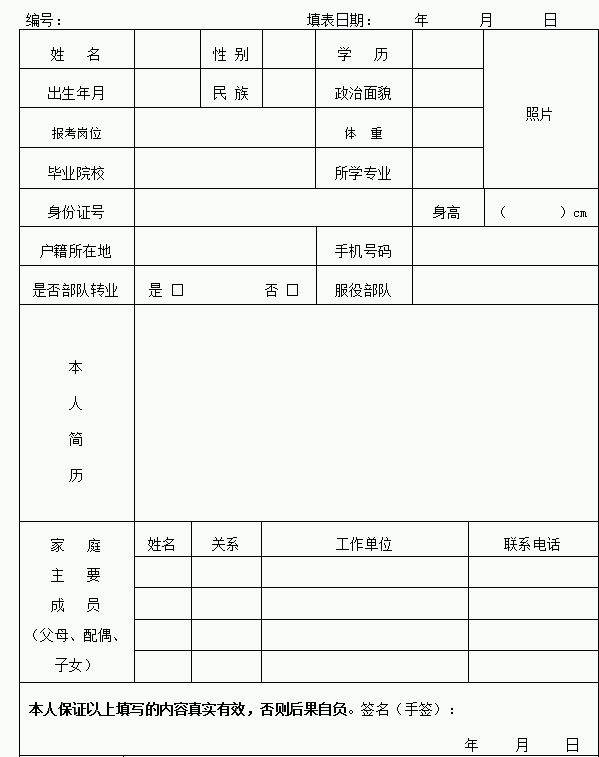 编号： 填表日期： 年 月 日
姓 名 性 别 学 历
出生年月 民 族 政治面貌
照片
报考岗位 体 重
毕业院校 所学专业
身份证号 身高 （ ）cm
户籍所在地 手机号码
是否部队转业 是 □ 否 □ 服役部队
本
人
简
历
家 庭 姓名 关系 工作单位 联系电话
主 要
成 员
（父母、配偶、
子女）
本人保证以上填写的内容真实有效，否则后果自负。签名（手签）：
年 月 日